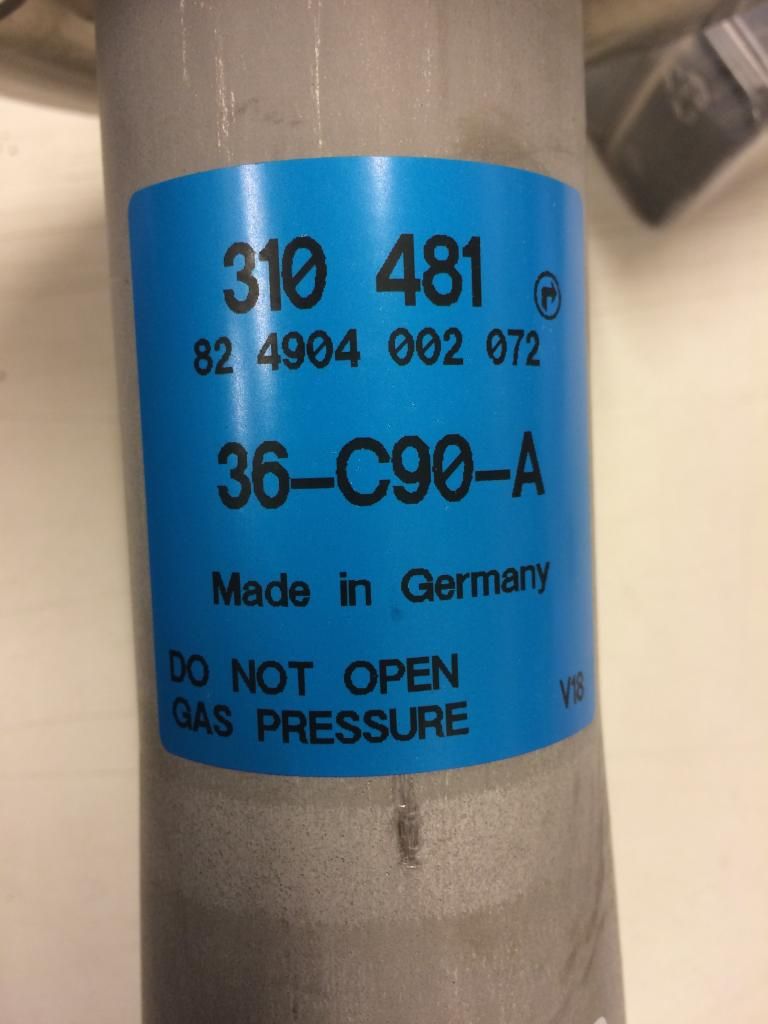 310 481
82 4904 002 072
36-C90-A
Made in Germany
DO NOT OPEN
GAS PRESSURE
V18